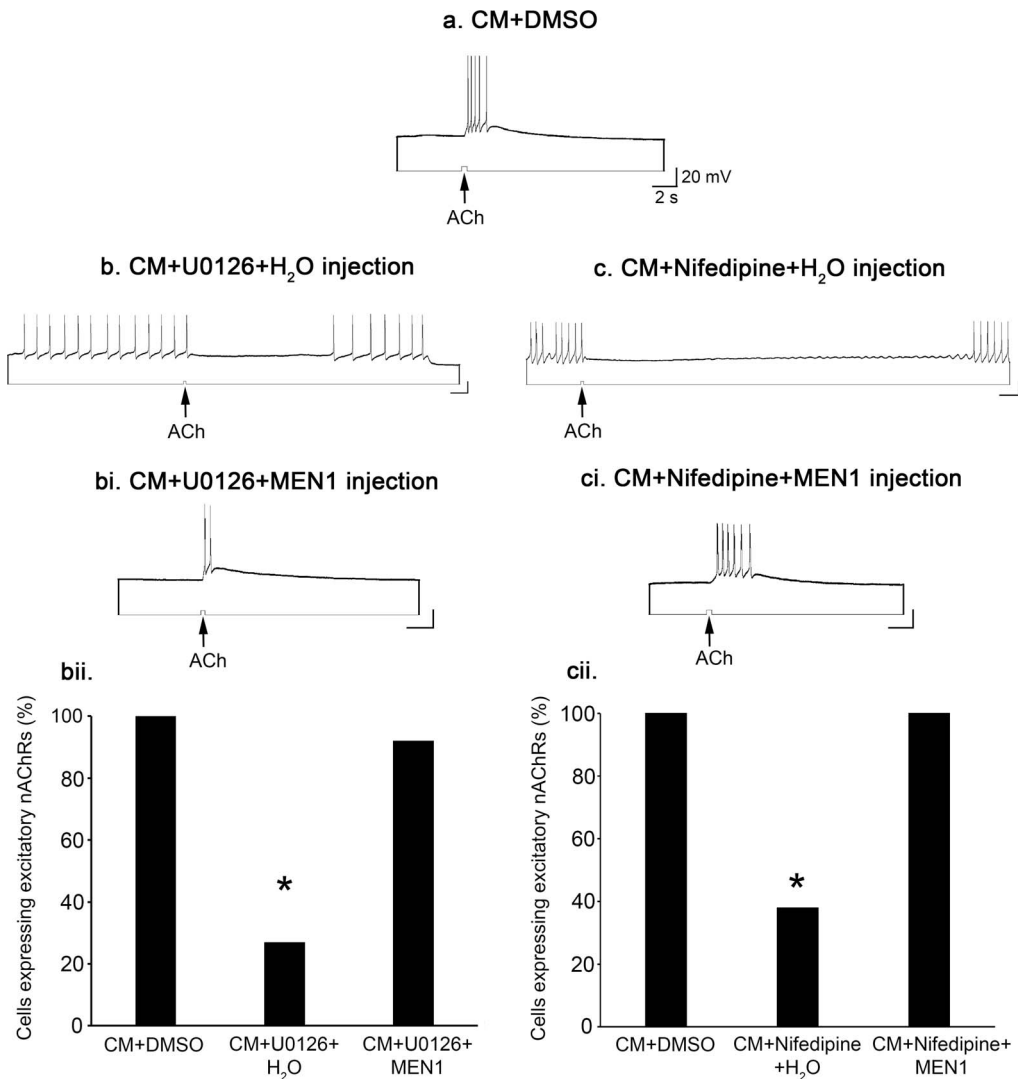 a. CM+DMSO
20 mV
2 s
ACh
b. CM+U0126+H₂O injection
c. CM+Nifedipine+H₂O injection
ACh
ACh
bi. CM+U0126+MEN1 injection
ci. CM+Nifedipine+MEN1 injection
ACh
ACh
bii.
Cells expressing excitatory nAChRs (%)
100
80
60
40
20
0
*
CM+DMSO
CM+U0126+
H₂O
CM+U0126+
MEN1
cii.
Cells expressing excitatory nAChRs (%)
100
80
60
40
20
0
*
CM+DMSO
CM+Nifedipine
+H₂O
CM+Nifedipine+
MEN1